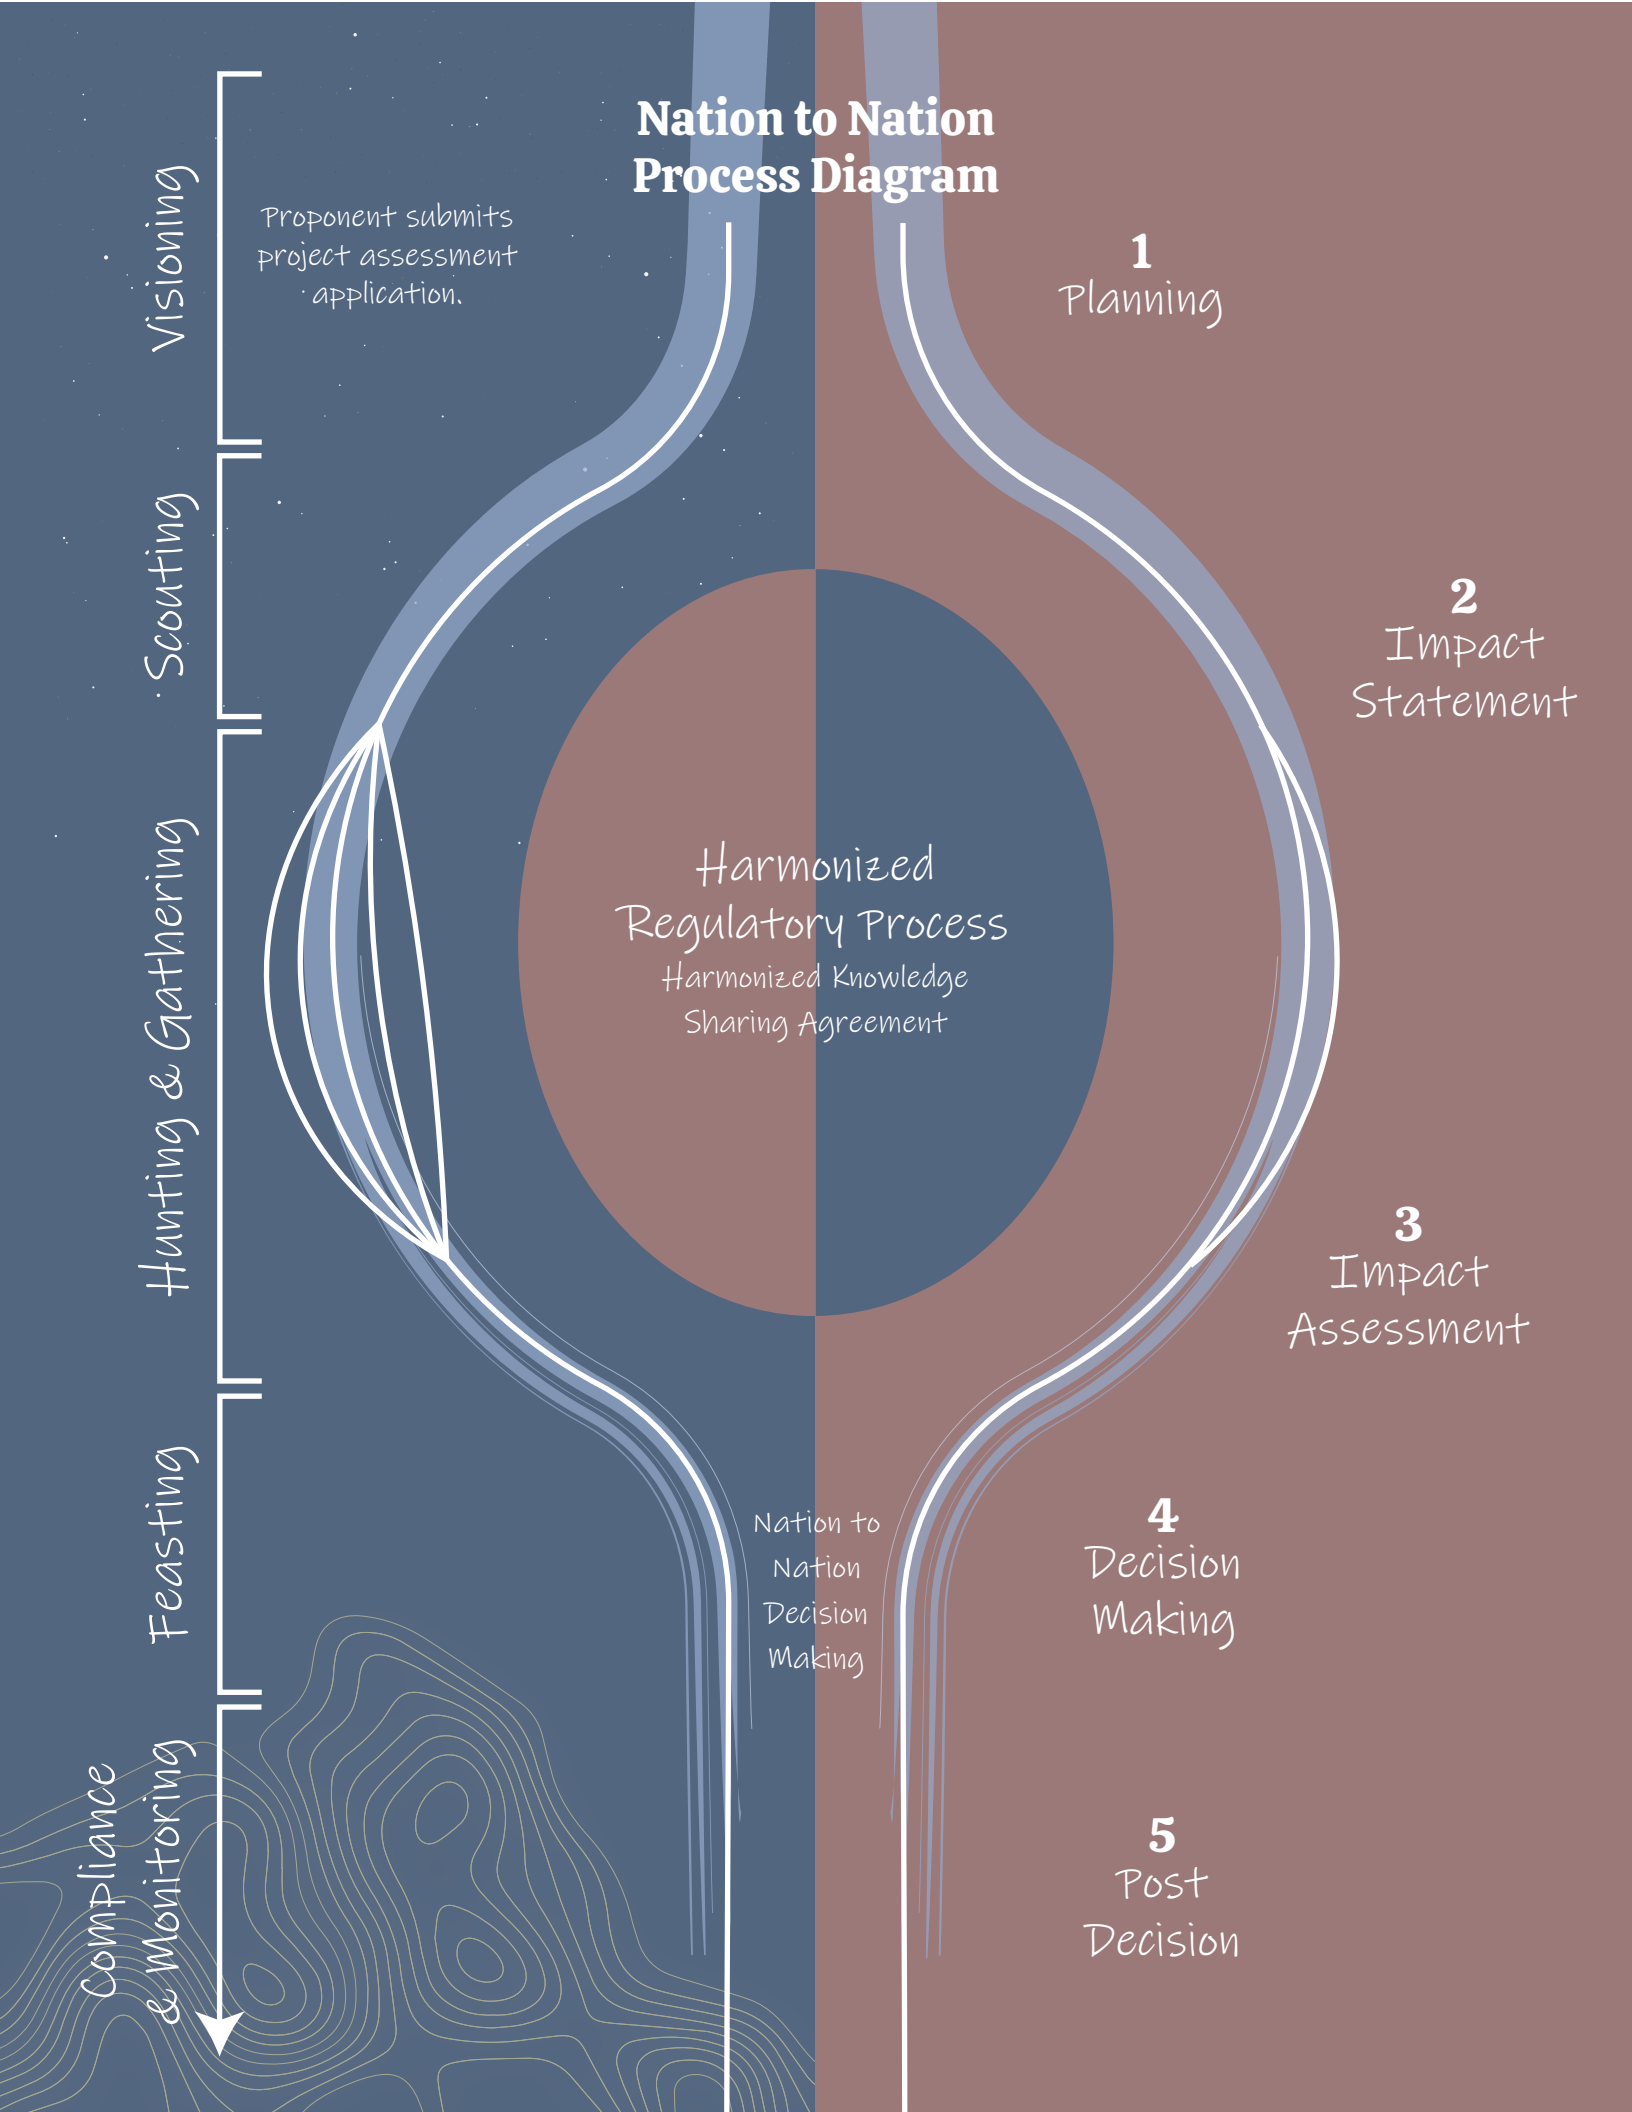 Nation to Nation
Process Diagram
Visioning
Proponent submits
project assessment
application.
1
Planning
Scouting
2
Impact
Statement
Hunting & Gathering
Harmonized
Regulatory Process
Harmonized Knowledge
Sharing Agreement
3
Impact
Assessment
Feasting
Nation to
Nation
Decision
Making
4
Decision
Making
Compliance
& Monitoring
5
Post
Decision